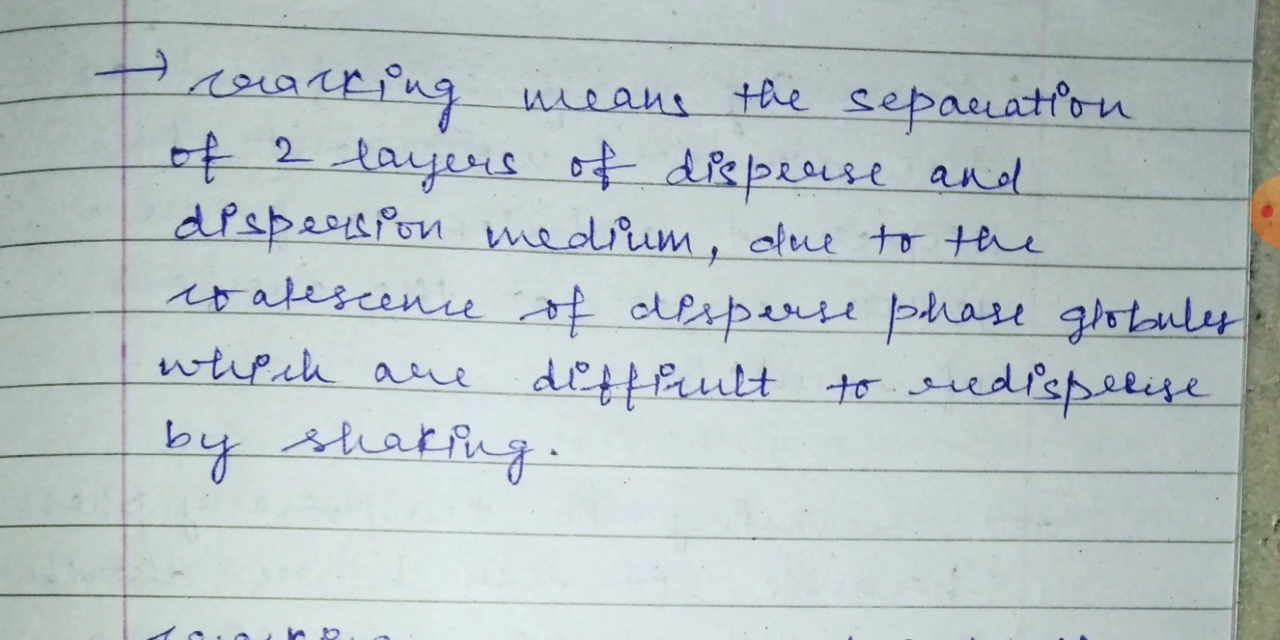 → cracking means the separation
of 2 layers of disperse and
dispersion medium, due to the
coalescence of disperse phase globules
which are difficult to redisperse
by shaking.